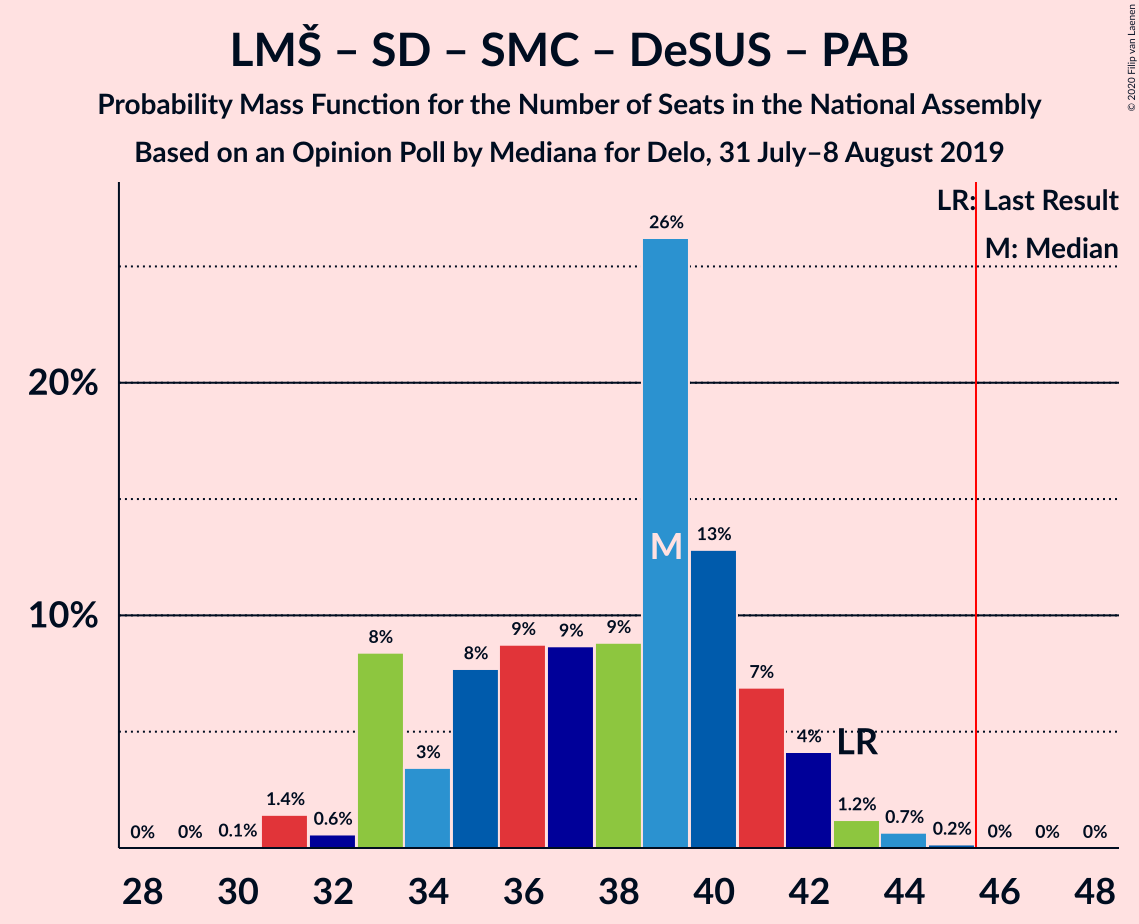 LMŠ – SD – SMC – DeSUS – PAB
Probability Mass Function for the Number of Seats in the National Assembly
Based on an Opinion Poll by Mediana for Delo, 31 July–8 August 2019
© 2020 Filip van Laenen
LR: Last Result
M: Median
20%
10%
0%
0%
0.1%
1.4%
0.6%
8%
3%
8%
9%
9%
9%
26%
13%
7%
4%
1.2%
0.7%
0.2%
0%
0%
0%
M
LR
28 30 32 34 36 38 40 42 44 46 48